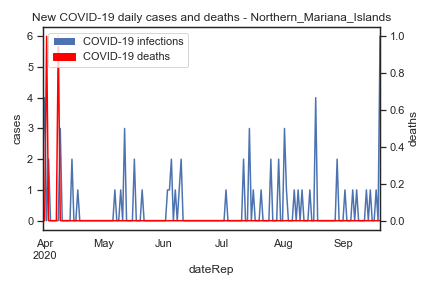 New COVID-19 daily cases and deaths - Northern_Mariana_Islands
COVID-19 infections
COVID-19 deaths
cases
6
5
4
3
2
1
0
deaths
1.0
0.8
0.6
0.4
0.2
0.0
Apr
2020
May
Jun
Jul
Aug
Sep
dateRep